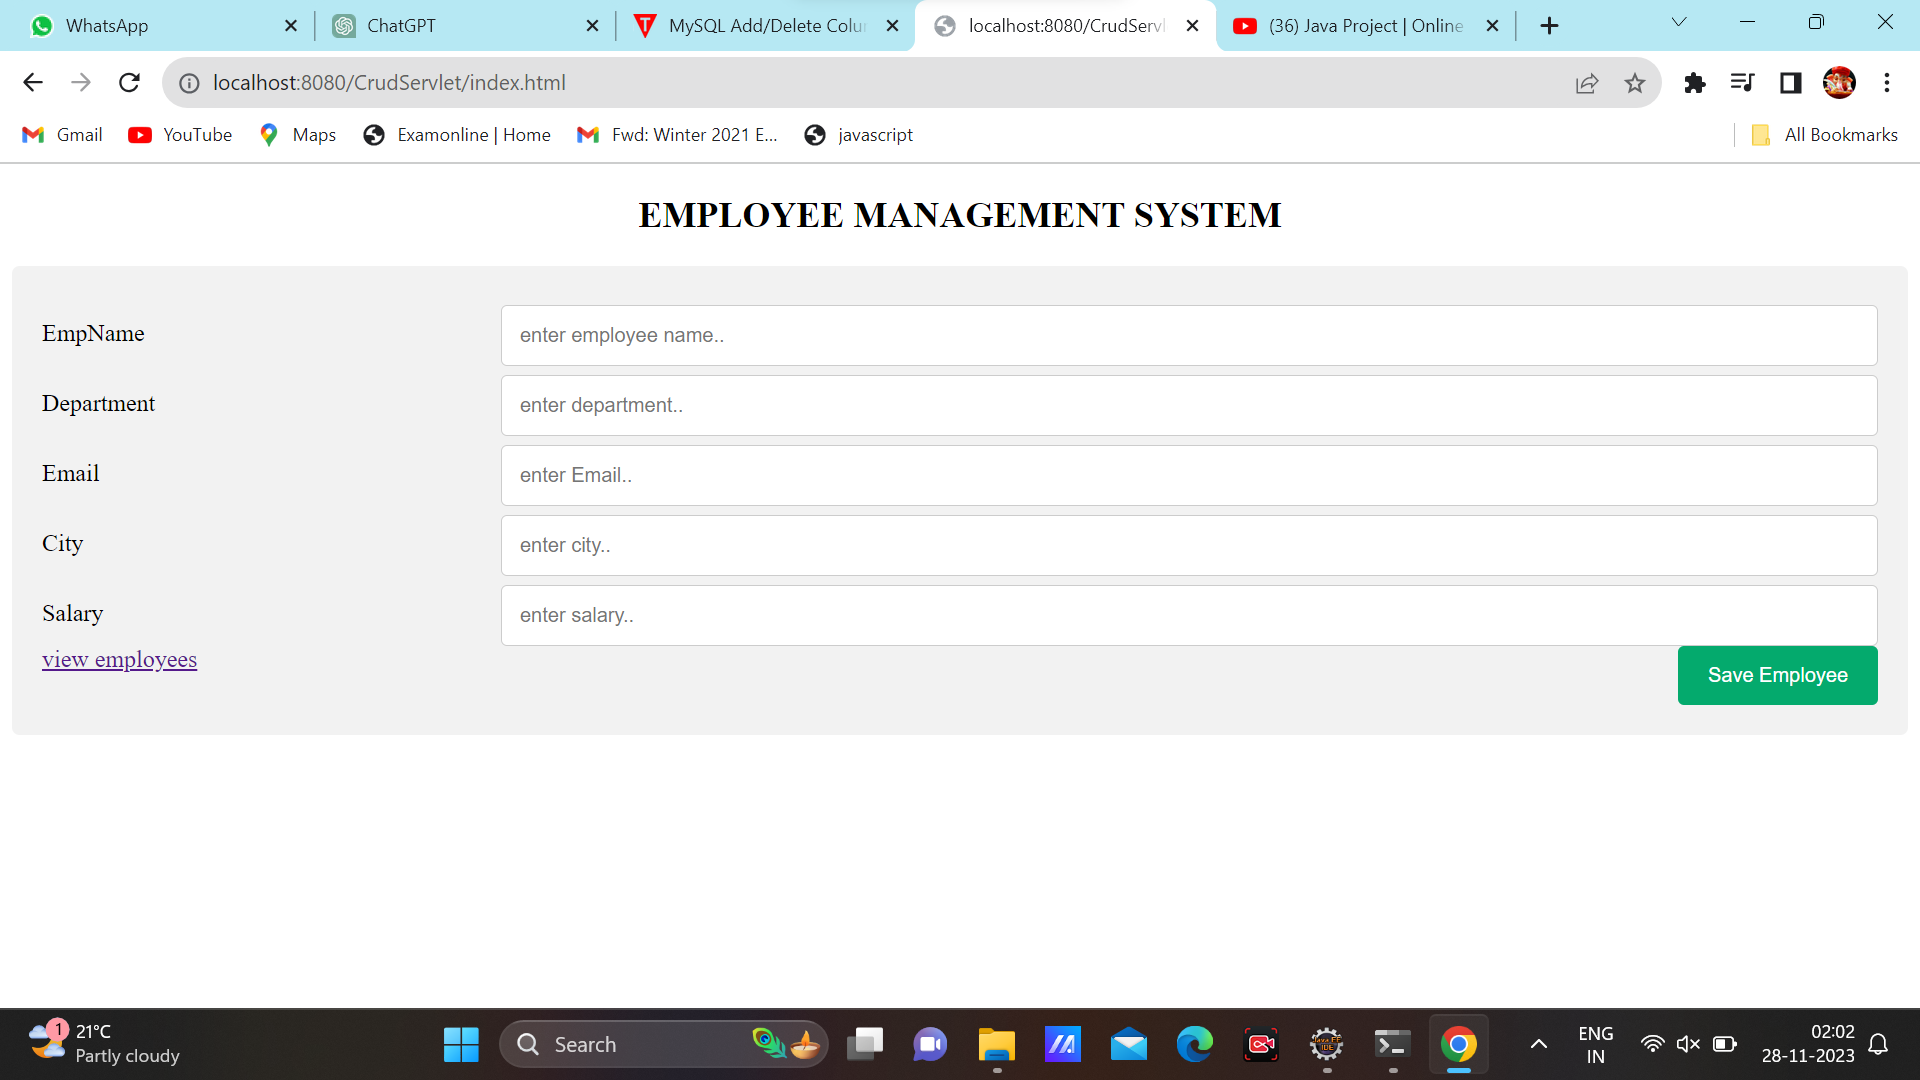 WhatsApp
ChatGPT
MySQL Add/Delete Colu
localhost:8080/CrudServl
(36) Java Project | Online
localhost:8080/CrudServlet/index.html
Gmail
YouTube
Maps
Examonline | Home
Fwd: Winter 2021 E...
javascript
All Bookmarks
EMPLOYEE MANAGEMENT SYSTEM
EmpName
enter employee name..
Department
enter department..
Email
enter Email..
City
enter city..
Salary
enter salary..
view employees
Save Employee
1
21°C
Partly cloudy
Search
Java EE
IDE
ENG
IN
02:02
28-11-2023